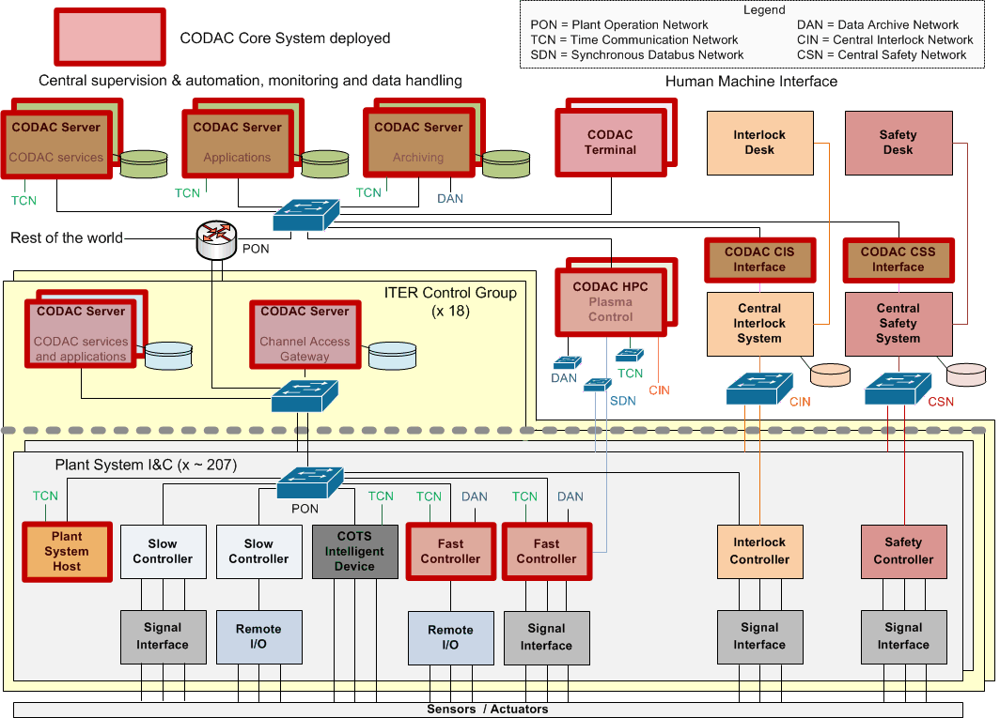 Legend
PON = Plant Operation Network
DAN = Data Archive Network
TCN = Time Communication Network
CIN = Central Interlock Network
SDN = Synchronous Databus Network
CSN = Central Safety Network
CODAC Core System deployed
Central supervision & automation, monitoring and data handling
Human Machine Interface
CODAC Server
CODAC services
CODAC Server
Applications
CODAC Server
Archiving
CODAC
Terminal
Interlock
Desk
Safety
Desk
TCN
TCN
TCN
DAN
Rest of the world
PON
CODAC CIS
Interface
CODAC CSS
Interface
ITER Control Group
(x 18)
CODAC HPC
Plasma
Control
Central
Interlock
System
Central
Safety
System
CODAC Server
CODAC services
and applications
CODAC Server
Channel Access
Gateway
DAN
TCN
CIN
SDN
CIN
CSN
Plant System I&C (x ~ 207)
PON
TCN
TCN
TCN
DAN
TCN
DAN
Plant
System
Host
Slow
Controller
Slow
Controller
COTS
Intelligent
Device
Fast
Controller
Fast
Controller
Interlock
Controller
Safety
Controller
Signal
Interface
Remote
I/O
Remote
I/O
Signal
Interface
Signal
Interface
Signal
Interface
Sensors / Actuators